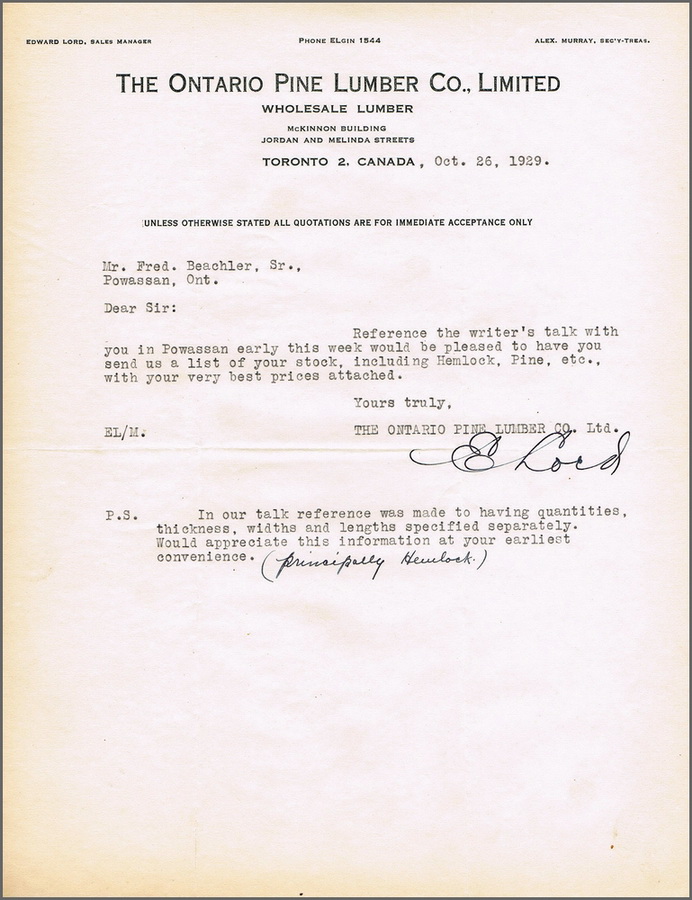 EDWARD LORD, SALES MANAGER PHONE ELGIN 1544 ALEX. MURRAY, SEC'Y-TREAS.
THE ONTARIO PINE LUMBER CO., LIMITED
WHOLESALE LUMBER
MCKINNON BUILDING
JORDAN AND MELINDA STREETS
TORONTO 2, CANADA, Oct. 26, 1929.
UNLESS OTHERWISE STATED ALL QUOTATIONS ARE FOR IMMEDIATE ACCEPTANCE ONLY
Mr. Fred. Beachler, Sr.,
Powassan, Ont.
Dear Sir:
Reference the writer's talk with
you in Powassan early this week would be pleased to have you
send us a list of your stock, including Hemlock, Pine, etc.,
with your very best prices attached.
Yours truly,
EL/M. THE ONTARIO PINE LUMBER CO. Ltd.
E Lord
P.S. In our talk reference was made to having quantities,
thickness, widths and lengths specified separately.
Would appreciate this information at your earliest
convenience. (principally Hemlock.)